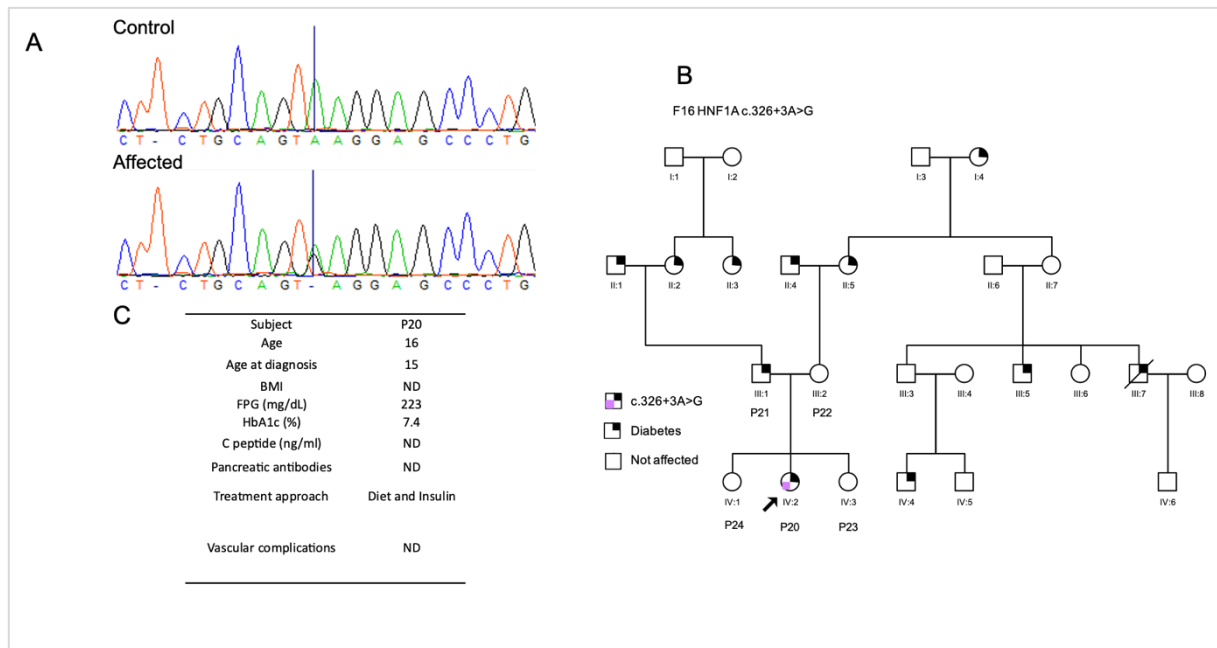 A
Control
C T - C T G C A G T A A G G A G C C C T G
Affected
C T - C T G C A G T - A G G A G C C C T G
C
Subject P20
Age 16
Age at diagnosis 15
BMI ND
FPG (mg/dL) 223
HbA1c (%) 7.4
C peptide (ng/ml) ND
Pancreatic antibodies ND
Treatment approach Diet and Insulin
Vascular complications ND
B
F16 HNF1A c.326+3A>G
I:1 I:2 I:3 I:4
II:1 II:2 II:3 II:4 II:5 II:6 II:7
III:1 III:2 III:3 III:4 III:5 III:6 III:7 III:8
P21 P22
c.326+3A>G
Diabetes
Not affected
IV:1 IV:2 IV:3 IV:4 IV:5 IV:6
P24 P20 P23